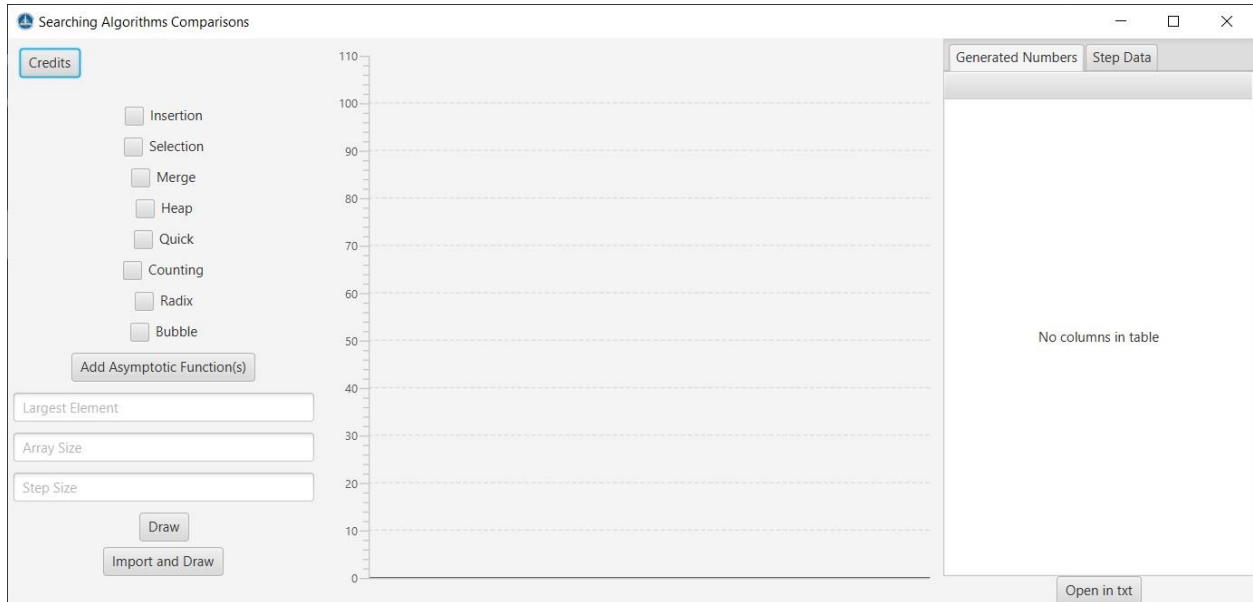 Searching Algorithms Comparisons
Credits
Insertion
Selection
Merge
Heap
Quick
Counting
Radix
Bubble
Add Asymptotic Function(s)
Largest Element
Array Size
Step Size
Draw
Import and Draw
110
100
90
80
70
60
50
40
30
20
10
0
Generated Numbers Step Data
No columns in table
Open in txt